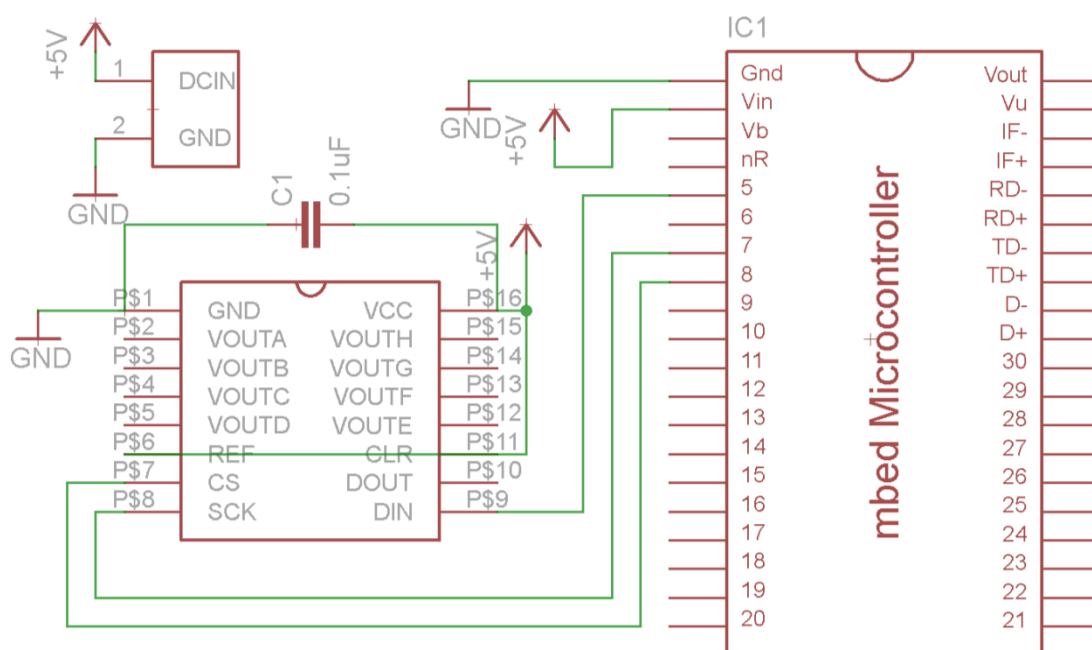 +5V
1
DCIN
2
GND
GND
C1
0.1uF
GND
+5V
+5V
GND
P$1
GND
VCC
P$16
P$2
VOUTA
VOUTH
P$15
P$3
VOUTB
VOUTG
P$14
P$4
VOUTC
VOUTF
P$13
P$5
VOUTD
VOUTE
P$12
P$6
REF
CLR
P$11
P$7
CS
DOUT
P$10
P$8
SCK
DIN
P$9
IC1
Gnd
Vout
Vin
Vu
Vb
IF-
nR
IF+
5
RD-
6
RD+
7
TD-
8
TD+
9
D-
10
D+
11
30
12
29
13
28
14
27
15
26
16
25
17
24
18
23
19
22
20
21
mbed Microcontroller